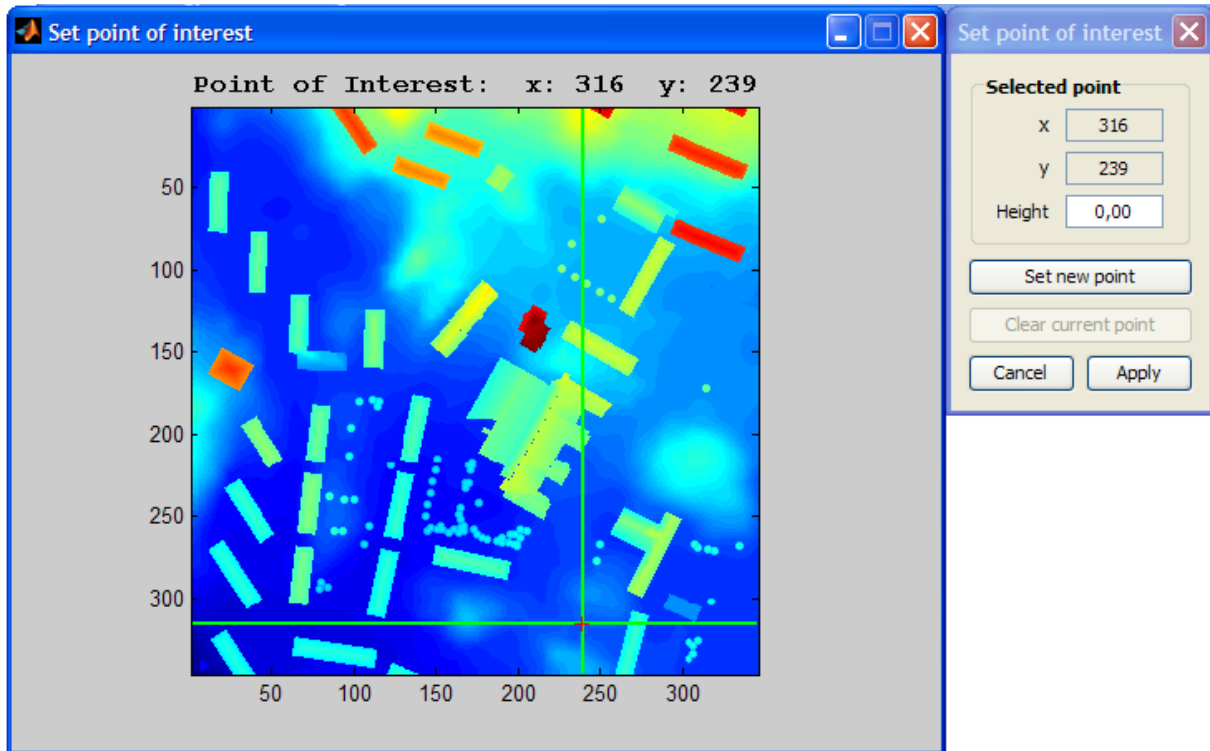 Set point of interest
Point of Interest: x: 316 y: 239
50
100
150
200
250
300
50 100 150 200 250 300
Set point of interest
Selected point
x 316
y 239
Height 0,00
Set new point
Clear current point
Cancel Apply